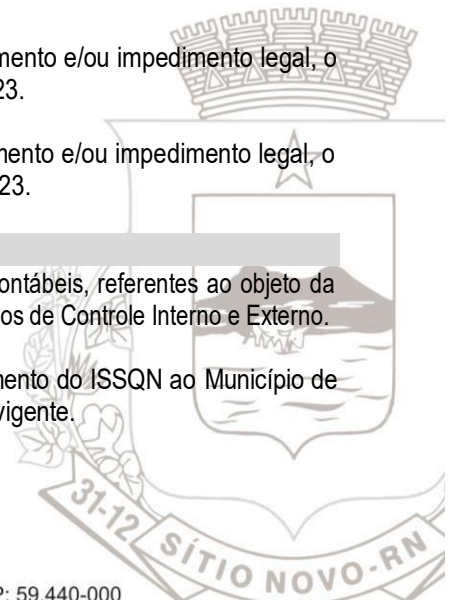 mento e/ou impedimento legal, o
23.
mento e/ou impedimento legal, o
23.
ontábeis, referentes ao objeto da
os de Controle Interno e Externo.
mento do ISSQN ao Município de
vigente.
31-12
SÍTIO NOVO-RN
P: 59.440-000